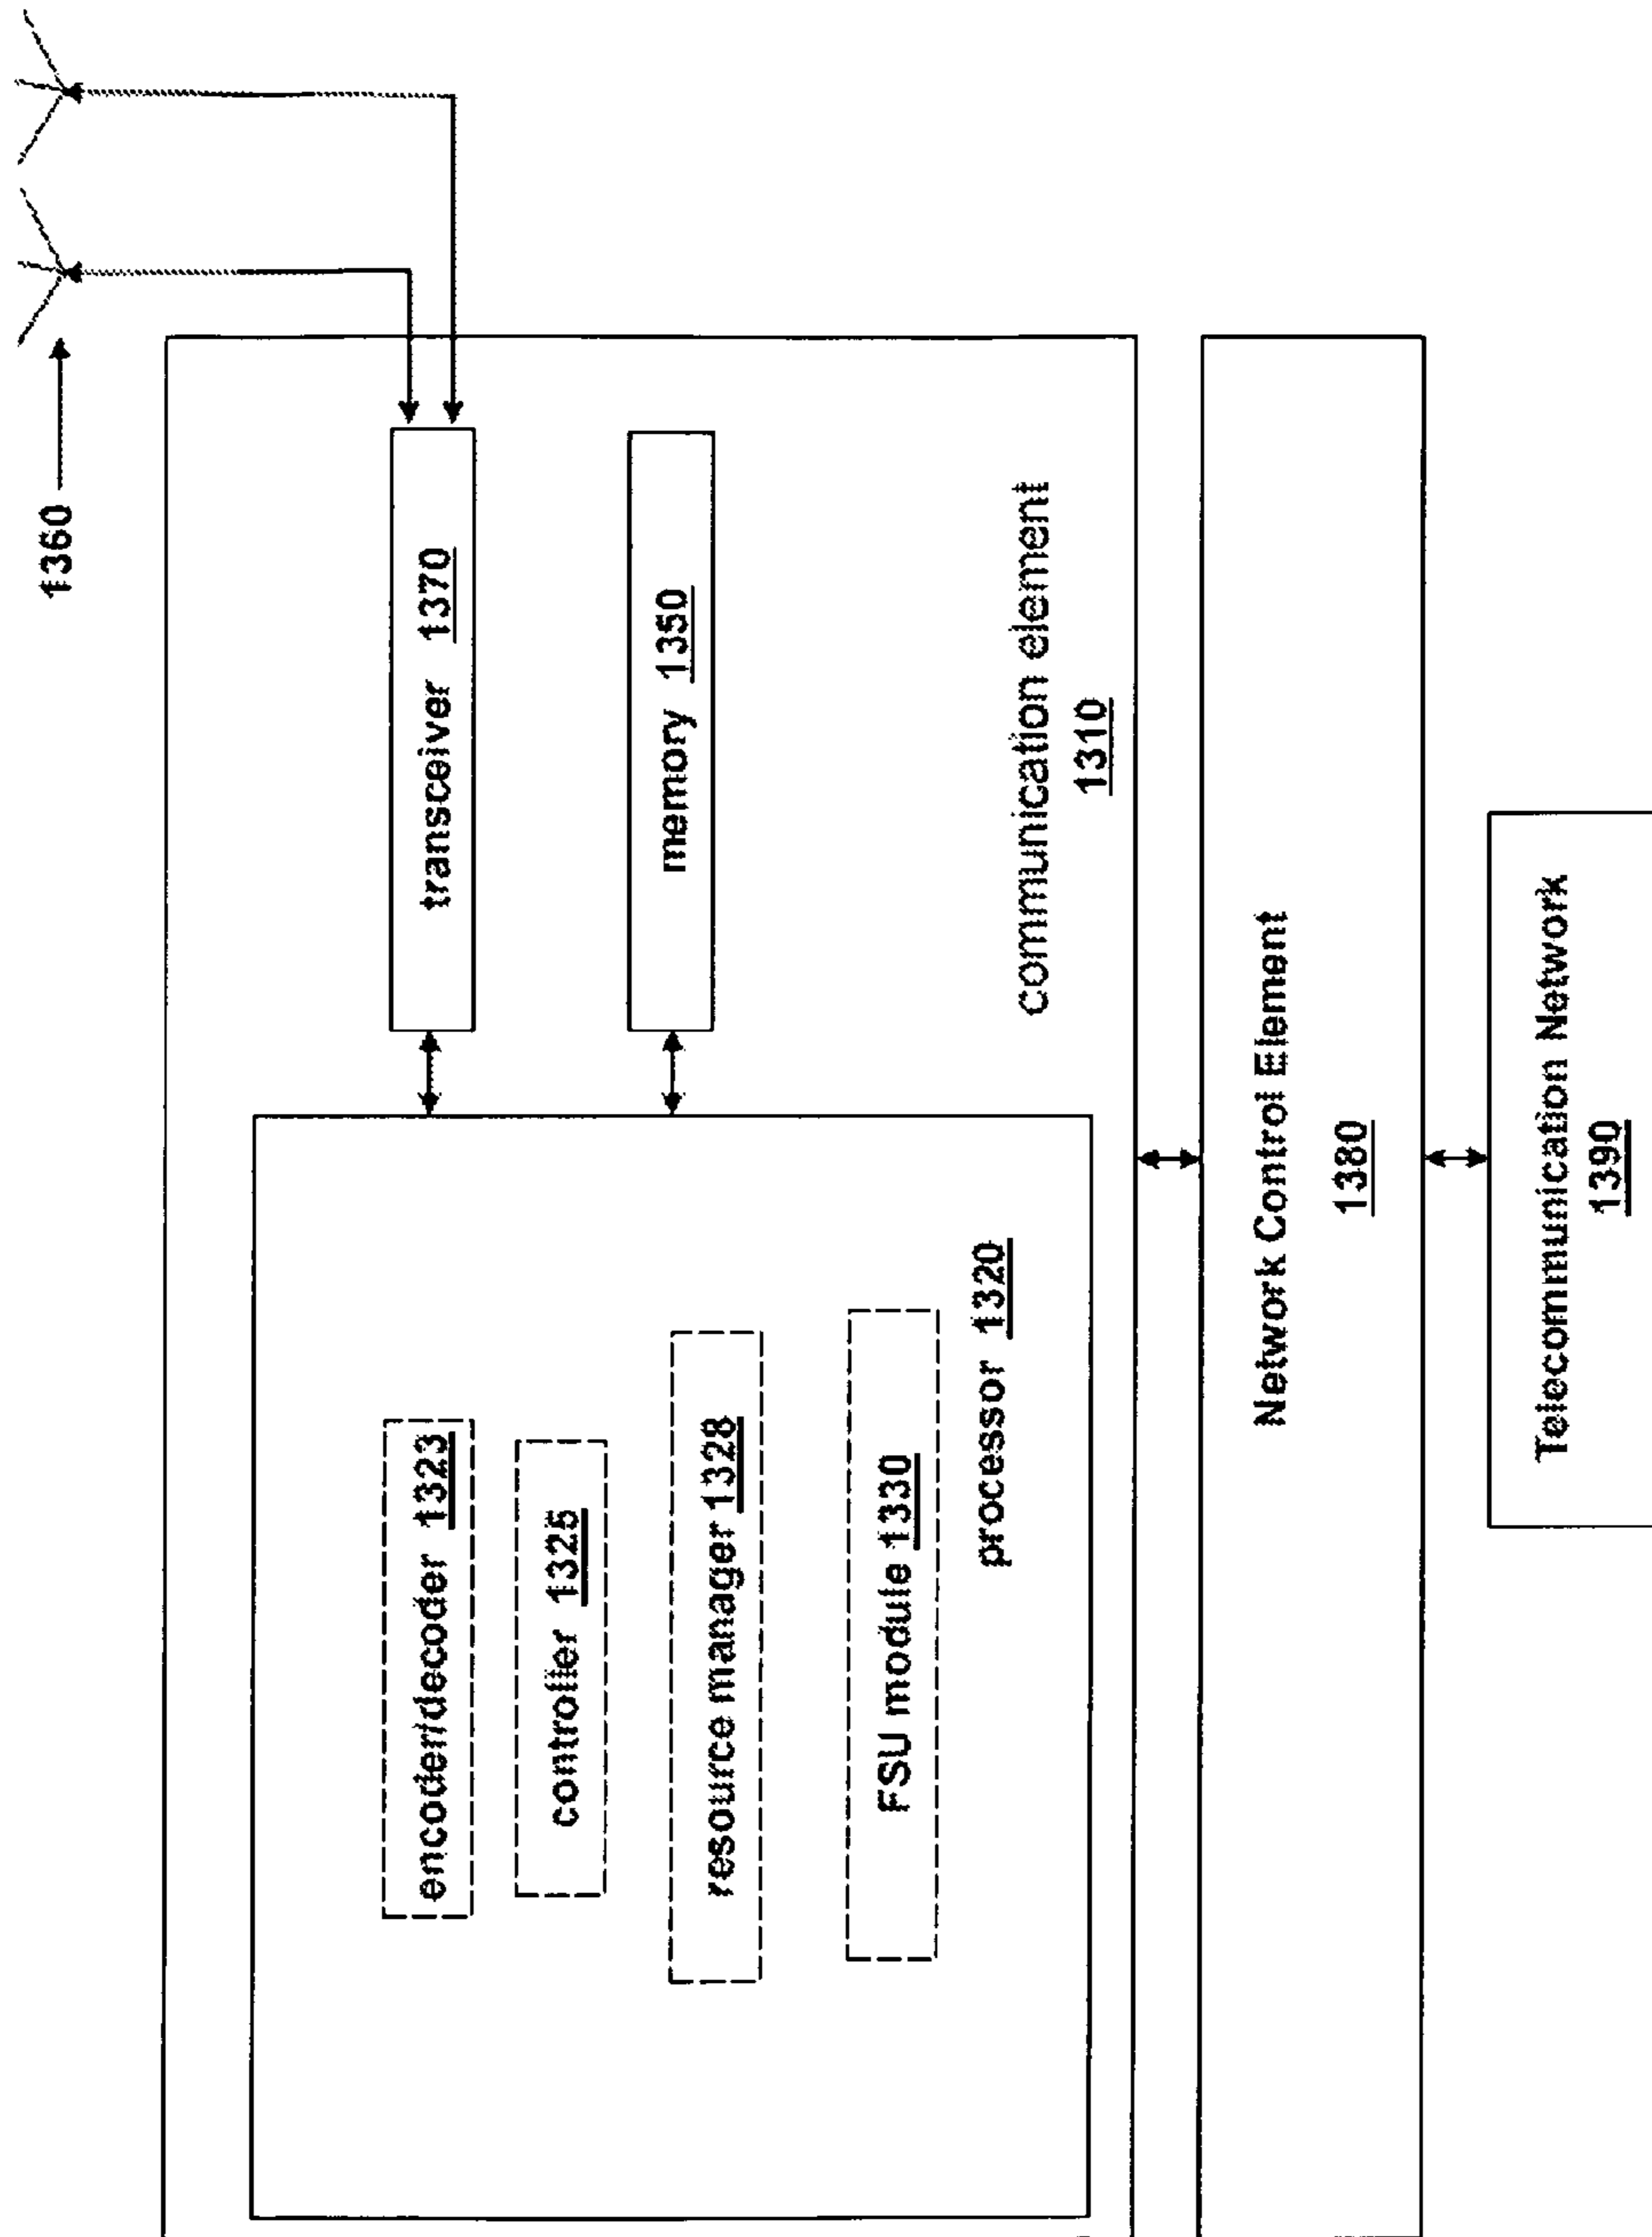 1360
transceiver 1370
memory 1350
communication element
1310
encoder/decoder 1323
controller 1325
resource manager 1328
FSU module 1330
processor 1320
Network Control Element
1380
Telecommunication Network
1390